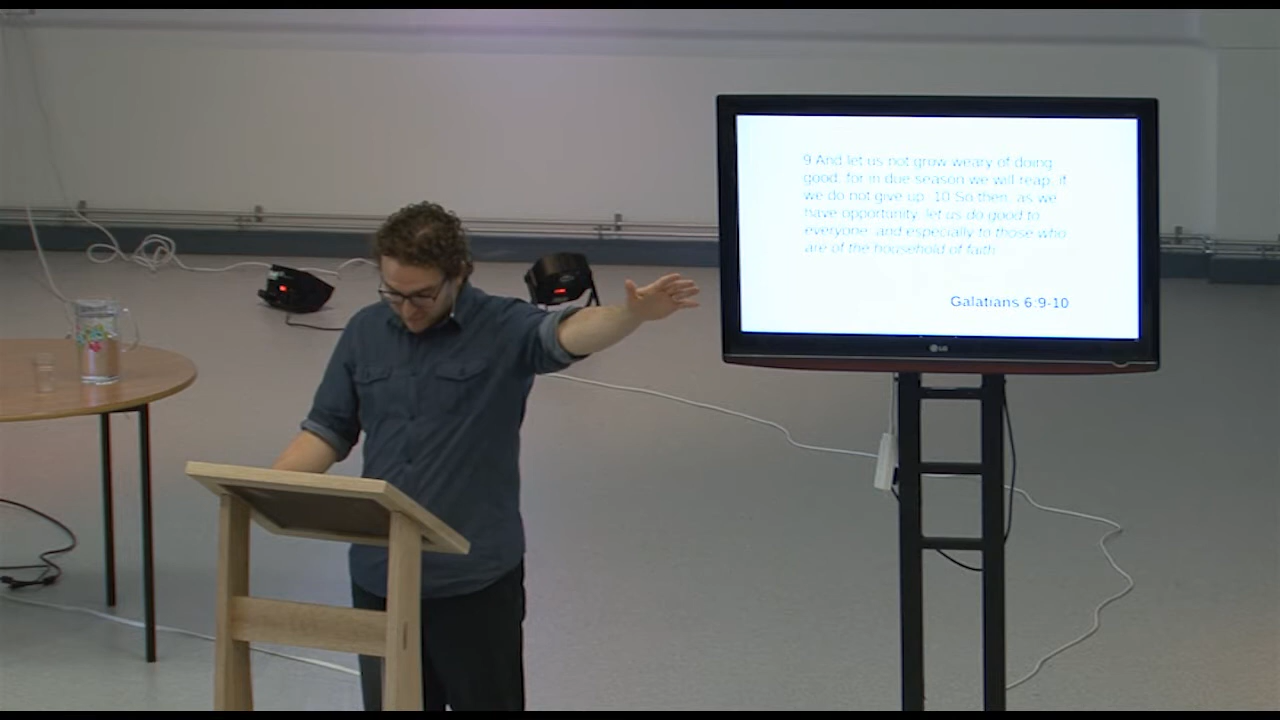 9 And let us not grow weary of doing
good, for in due season we will reap, if
we do not give up. 10 So then, as we
have opportunity, let us do good to
everyone, and especially to those who
are of the household of faith.
Galatians 6:9-10
LG